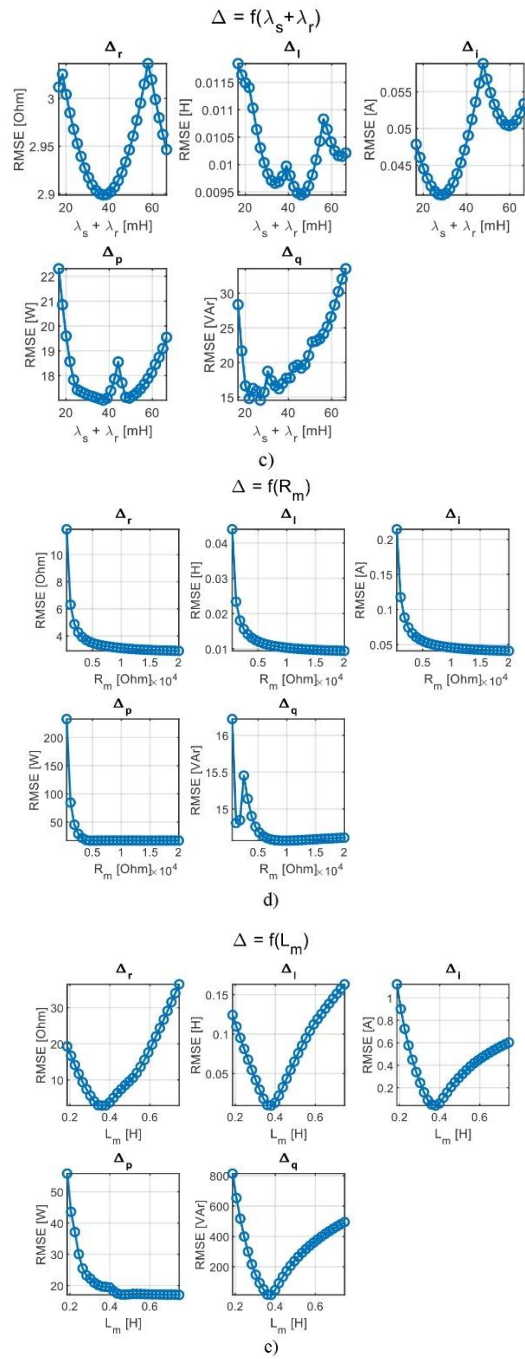 Δ = f(λs+λr)
Δr Δl Δi
RMSE [Ohm] 3 2.95 2.9 20 40 60 λs + λr [mH]
RMSE [H] 0.0115 0.011 0.0105 0.01 0.0095 20 40 60 λs + λr [mH]
RMSE [A] 0.055 0.05 0.045 20 40 60 λs + λr [mH]
Δp Δq
RMSE [W] 22 21 20 19 18 17 20 40 60 λs + λr [mH]
RMSE [VAr] 30 25 20 15 20 40 60 λs + λr [mH]
c)
Δ = f(Rm)
Δr Δl Δi
RMSE [Ohm] 10 8 6 4 0.5 1 1.5 2 Rm [Ohm]×10^4
RMSE [H] 0.04 0.03 0.02 0.01 0.5 1 1.5 2 Rm [Ohm]×10^4
RMSE [A] 0.2 0.15 0.1 0.05 0.5 1 1.5 2 Rm [Ohm]×10^4
Δp Δq
RMSE [W] 200 150 100 50 0.5 1 1.5 2 Rm [Ohm]×10^4
RMSE [VAr] 16 15.5 15 0.5 1 1.5 2 Rm [Ohm]×10^4
d)
Δ = f(Lm)
Δr Δl Δi
RMSE [Ohm] 30 20 10 0.2 0.4 0.6 Lm [H]
RMSE [H] 0.15 0.1 0.05 0.2 0.4 0.6 Lm [H]
RMSE [A] 1 0.8 0.6 0.4 0.2 0.2 0.4 0.6 Lm [H]
Δp Δq
RMSE [W] 50 40 30 20 0.2 0.4 0.6 Lm [H]
RMSE [VAr] 800 600 400 200 0.2 0.4 0.6 Lm [H]
e)